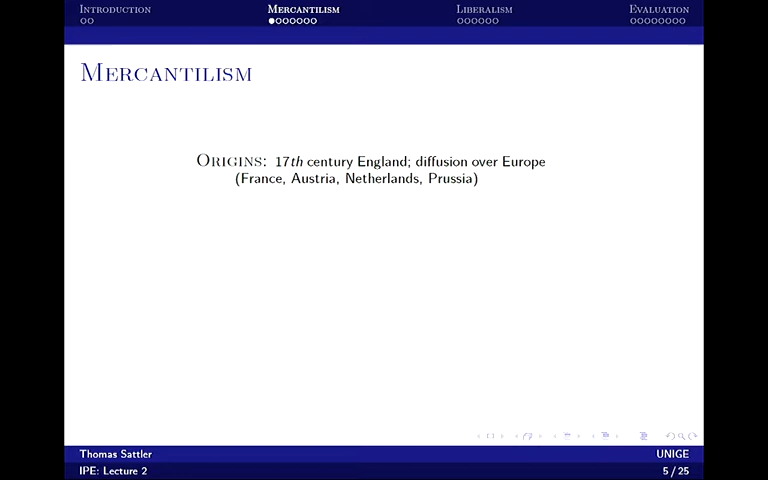 INTRODUCTION MERCANTILISM LIBERALISM EVALUATION
MERCANTILISM
ORIGINS: 17th century England; diffusion over Europe
(France, Austria, Netherlands, Prussia)
Thomas Sattler UNIGE
IPE: Lecture 2 5 / 25